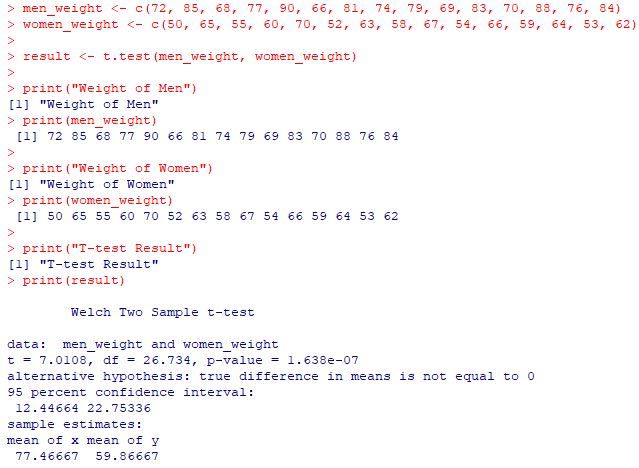 > men_weight <- c(72, 85, 68, 77, 90, 66, 81, 74, 79, 69, 83, 70, 88, 76, 84)
> women_weight <- c(50, 65, 55, 60, 70, 52, 63, 58, 67, 54, 66, 59, 64, 53, 62)
>
> result <- t.test(men_weight, women_weight)
>
> print("Weight of Men")
[1] "Weight of Men"
> print(men_weight)
 [1] 72 85 68 77 90 66 81 74 79 69 83 70 88 76 84
>
> print("Weight of Women")
[1] "Weight of Women"
> print(women_weight)
 [1] 50 65 55 60 70 52 63 58 67 54 66 59 64 53 62
>
> print("T-test Result")
[1] "T-test Result"
> print(result)

        Welch Two Sample t-test

data:  men_weight and women_weight
t = 7.0108, df = 26.734, p-value = 1.638e-07
alternative hypothesis: true difference in means is not equal to 0
95 percent confidence interval:
 12.44664 22.75336
sample estimates:
mean of x mean of y
 77.46667  59.86667